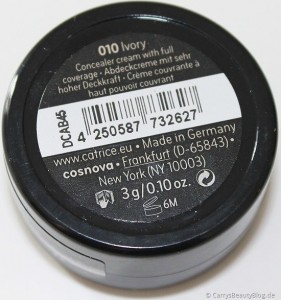 010 Ivory
Concealer cream with full
coverage • Abdeckcreme mit sehr
hoher Deckkraft • Crème couvrante à
haut pouvoir couvrant
DCAB45
4 250587 732627
www.catrice.eu • Made in Germany
cosnova • Frankfurt (D-65843) •
New York (NY 10003)
3 g/0.10 oz.
6M
© CarrysBeautyBlog.de